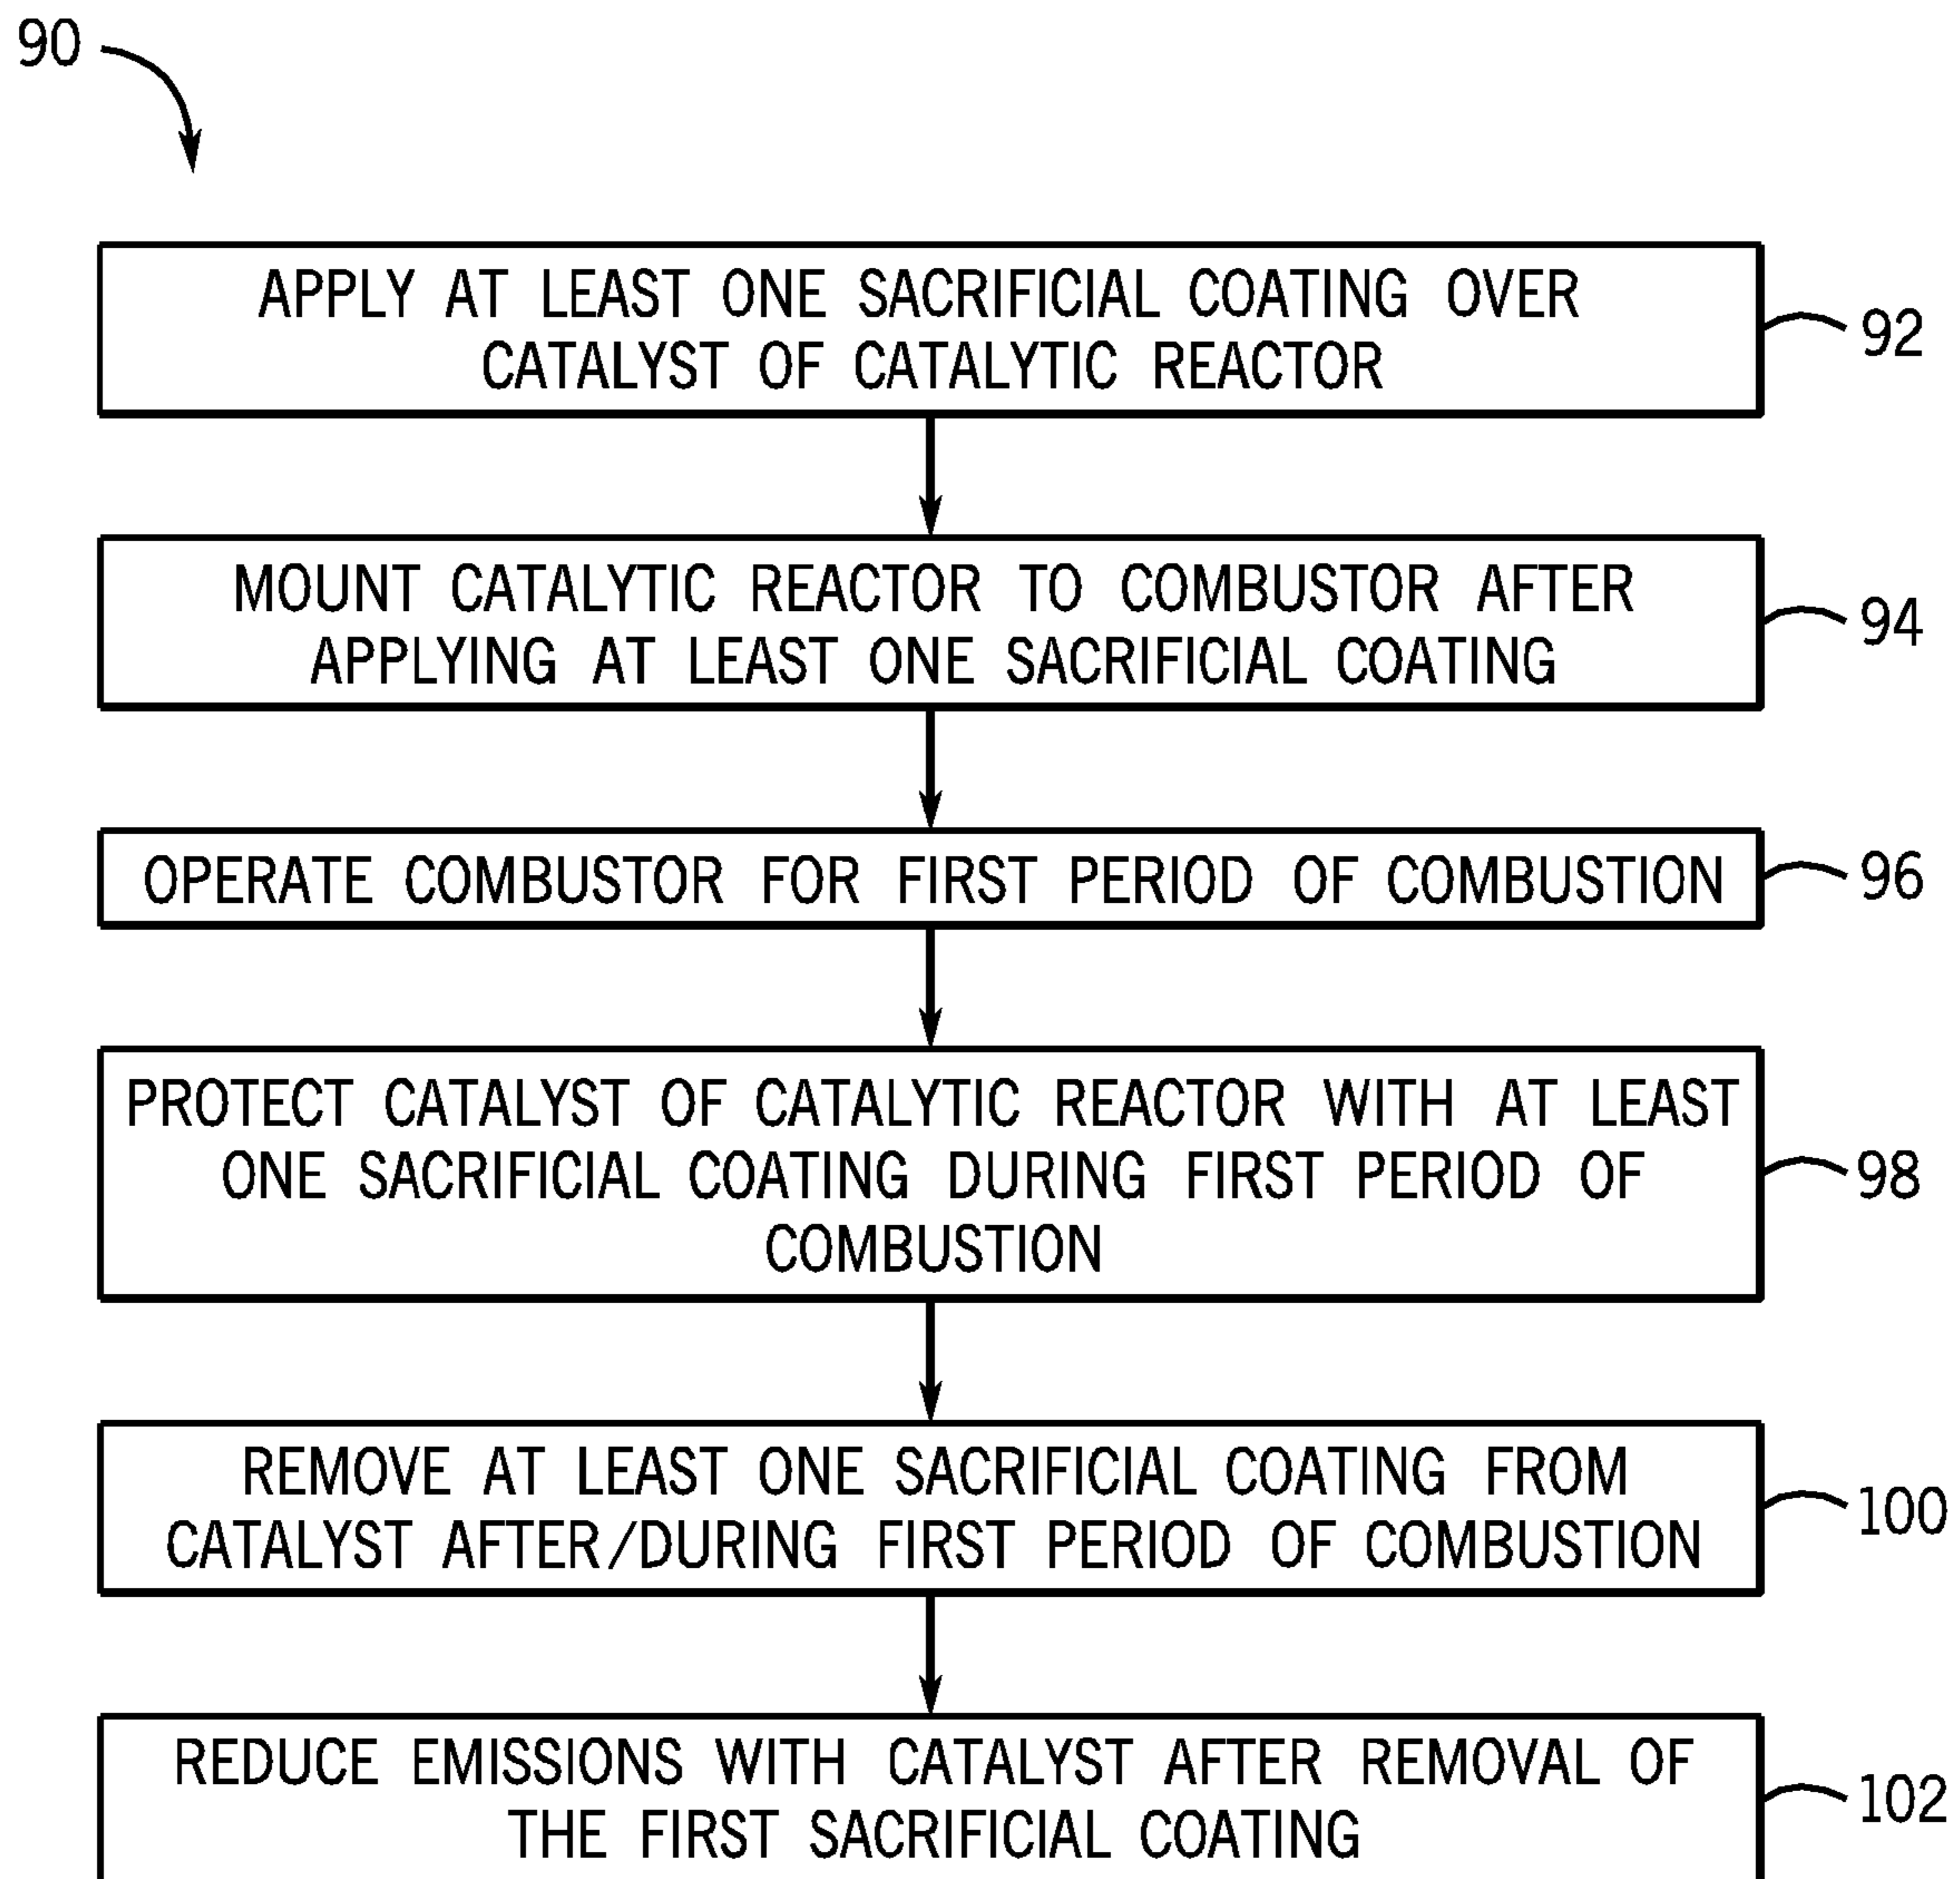 90
APPLY AT LEAST ONE SACRIFICIAL COATING OVER
CATALYST OF CATALYTIC REACTOR
92
MOUNT CATALYTIC REACTOR TO COMBUSTOR AFTER
APPLYING AT LEAST ONE SACRIFICIAL COATING
94
OPERATE COMBUSTOR FOR FIRST PERIOD OF COMBUSTION
96
PROTECT CATALYST OF CATALYTIC REACTOR WITH AT LEAST
ONE SACRIFICIAL COATING DURING FIRST PERIOD OF
COMBUSTION
98
REMOVE AT LEAST ONE SACRIFICIAL COATING FROM
CATALYST AFTER/DURING FIRST PERIOD OF COMBUSTION
100
REDUCE EMISSIONS WITH CATALYST AFTER REMOVAL OF
THE FIRST SACRIFICIAL COATING
102